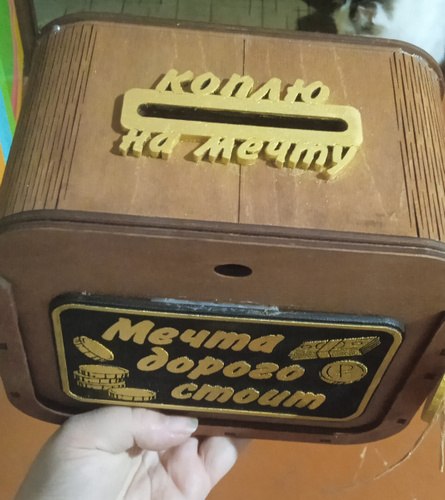 коплю
на мечту
Мечта
дорого
стоит